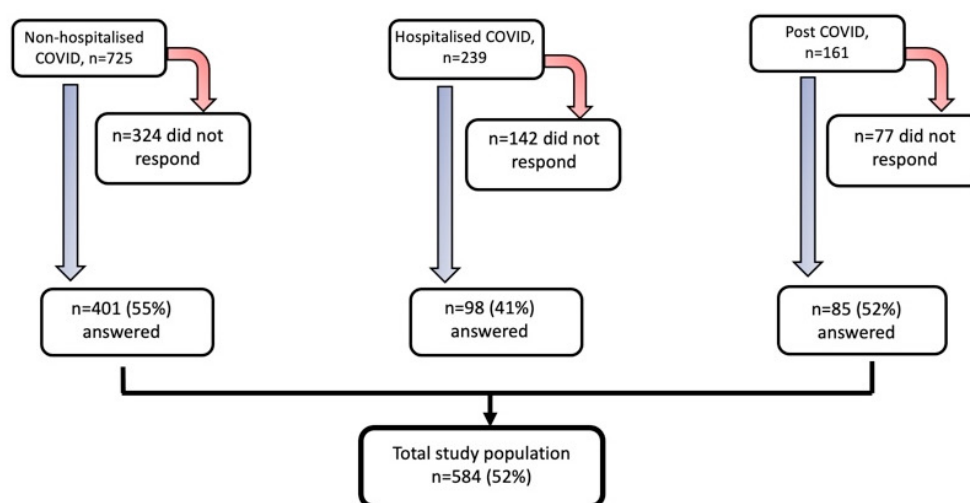 Non-hospitalised
COVID, n=725
n=324 did not
respond
n=401 (55%)
answered
Hospitalised COVID,
n=239
n=142 did not
respond
n=98 (41%)
answered
Post COVID,
n=161
n=77 did not
respond
n=85 (52%)
answered
Total study population
n=584 (52%)